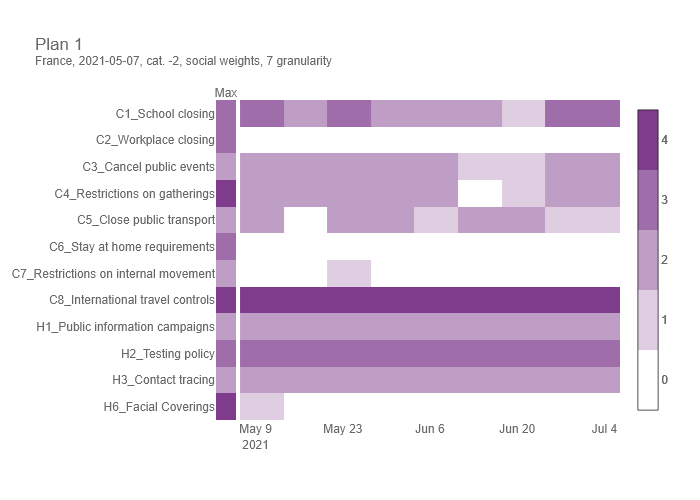 Plan 1
France, 2021-05-07, cat. -2, social weights, 7 granularity
Max
C1_School closing
C2_Workplace closing
C3_Cancel public events
C4_Restrictions on gatherings
C5_Close public transport
C6_Stay at home requirements
C7_Restrictions on internal movement
C8_International travel controls
H1_Public information campaigns
H2_Testing policy
H3_Contact tracing
H6_Facial Coverings
May 9 May 23 Jun 6 Jun 20 Jul 4
2021
4
3
2
1
0